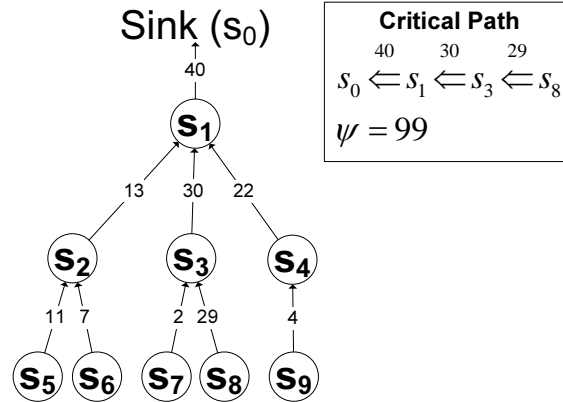 Sink (s₀)
40
s₁
13 30 22
s₂ s₃ s₄
11 7 2 29 4
s₅ s₆ s₇ s₈ s₉
Critical Path
40 30 29
s₀ ⇐ s₁ ⇐ s₃ ⇐ s₈
ψ = 99